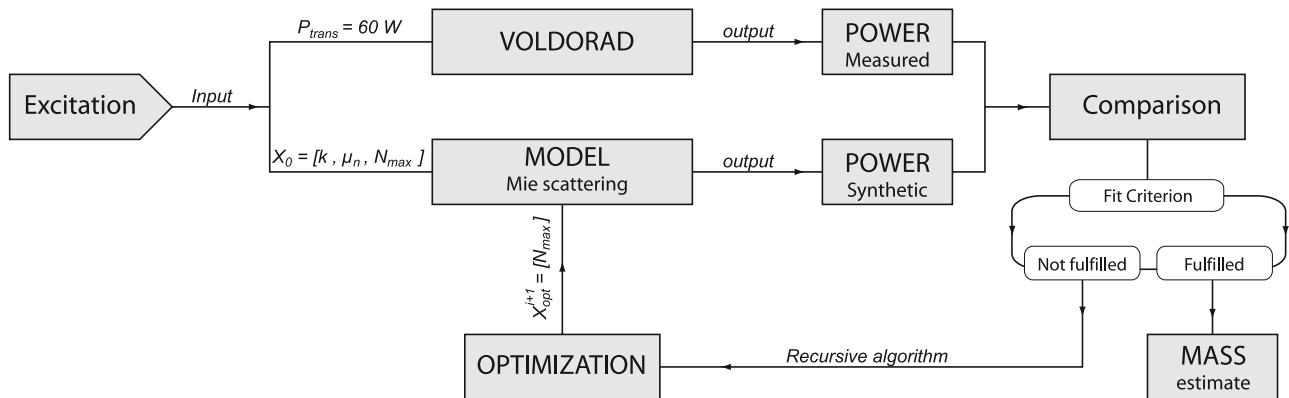 P_trans = 60 W
VOLDORAD
output
POWER
Measured
Excitation
Input
Comparison
X_0 = [k , μ_n , N_max ]
MODEL
Mie scattering
output
POWER
Synthetic
Fit Criterion
Not fulfilled
Fulfilled
X_opt^i+1 = [N_max]
OPTIMIZATION
Recursive algorithm
MASS
estimate